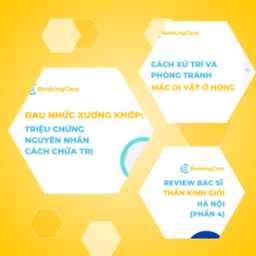 BookingCare
ĐAU NHỨC XƯƠNG KHỚP:
TRIỆU CHỨNG
NGUYÊN NHÂN
CÁCH CHỮA TRỊ
BookingCare
CÁCH XỬ TRÍ VÀ
PHÒNG TRÁNH
MẮC DỊ VẬT Ở HỌNG
BookingCare
REVIEW BÁC SĨ
THẦN KINH GIỎI
HÀ NỘI
(PHẦN 4)